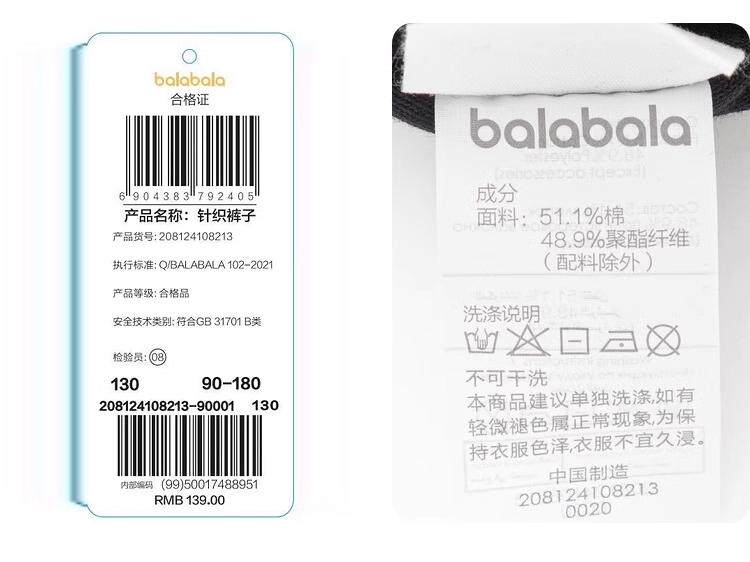 balabala
合格证
6 904383 792405
产品名称：针织裤子
产品货号: 208124108213
执行标准: Q/BALABALA 102-2021
产品等级: 合格品
安全技术类别: 符合GB 31701 B类
检验员: 08
130 90-180
208124108213-90001 130
内部编码 (99)50017488951
RMB 139.00
balabala
成分
面料：51.1%棉
48.9%聚酯纤维
（配料除外）
洗涤说明
不可干洗
本商品建议单独洗涤,如有
轻微褪色属正常现象,为保
持衣服色泽,衣服不宜久浸。
中国制造
208124108213
0020